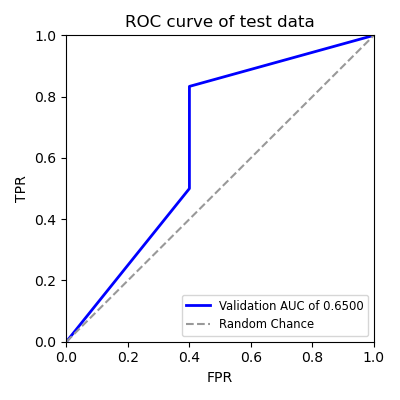 ROC curve of test data
1.0
0.8
0.6
0.4
0.2
0.0
TPR
Validation AUC of 0.6500
Random Chance
0.0 0.2 0.4 0.6 0.8 1.0
FPR